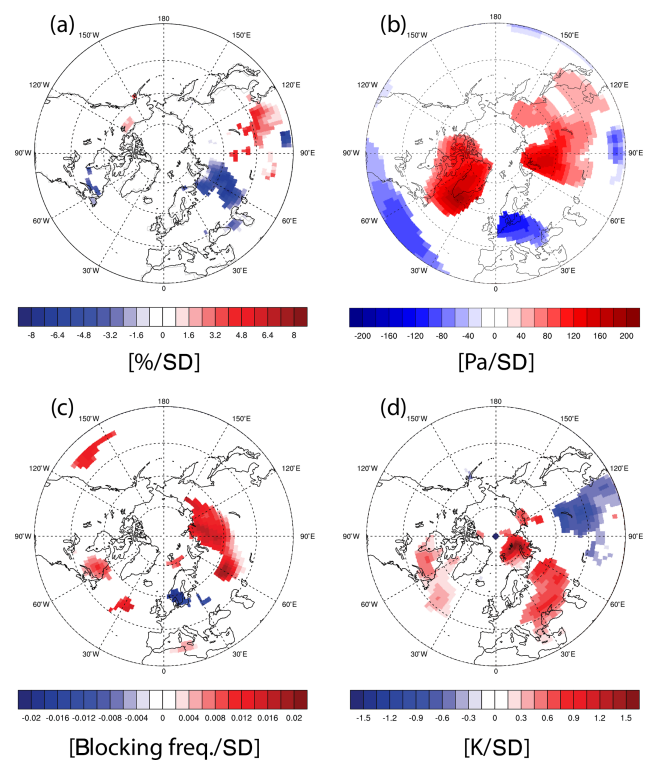 (a)
180
150°W
150°E
120°W
120°E
90°W
90°E
60°W
60°E
30°W
30°E
0
-8 -6.4 -4.8 -3.2 -1.6 0 1.6 3.2 4.8 6.4 8
[%/SD]
(b)
180
150°W
150°E
120°W
120°E
90°W
90°E
60°W
60°E
30°W
30°E
0
-200 -160 -120 -80 -40 0 40 80 120 160 200
[Pa/SD]
(c)
180
150°W
150°E
120°W
120°E
90°W
90°E
60°W
60°E
30°W
30°E
0
-0.02 -0.016 -0.012 -0.008 -0.004 0 0.004 0.008 0.012 0.016 0.02
[Blocking freq./SD]
(d)
180
150°W
150°E
120°W
120°E
90°W
90°E
60°W
60°E
30°W
30°E
0
-1.5 -1.2 -0.9 -0.6 -0.3 0 0.3 0.6 0.9 1.2 1.5
[K/SD]